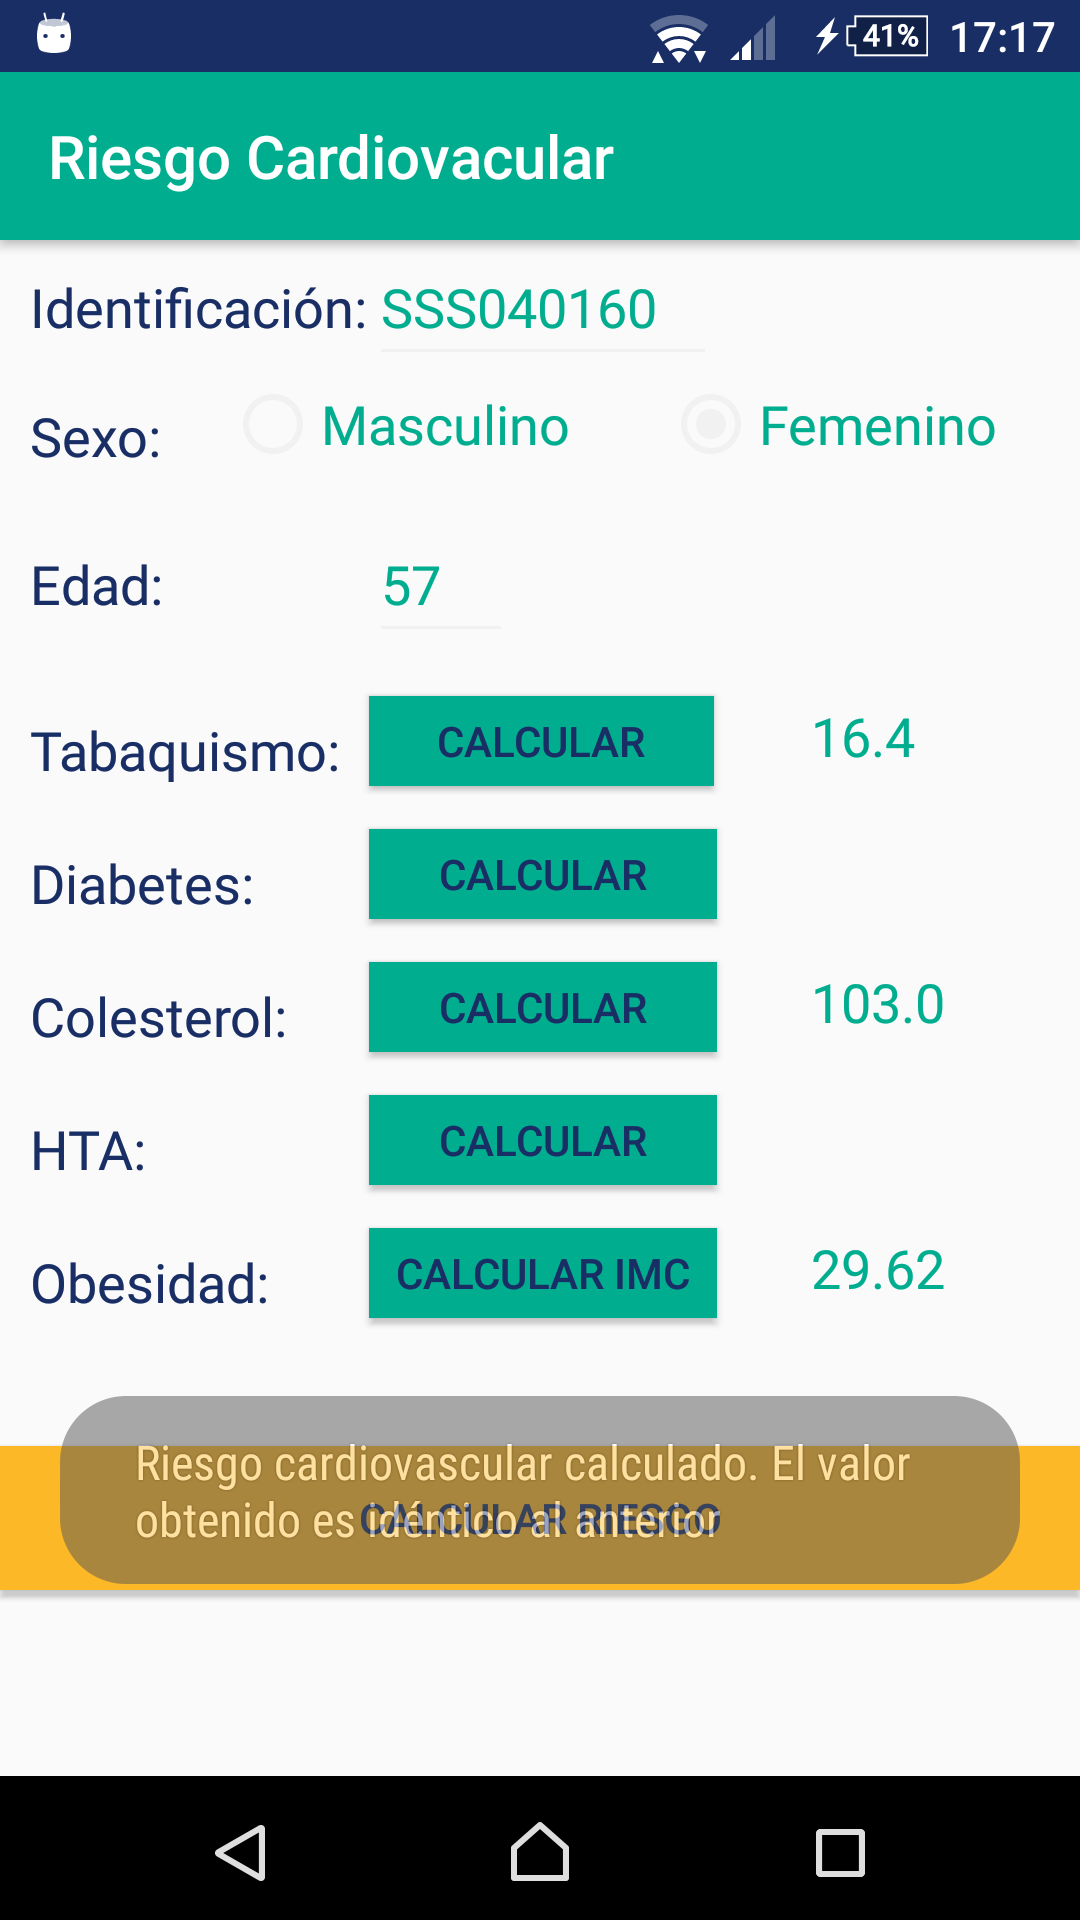 41% 17:17
Riesgo Cardiovacular
Identificación: SSS040160
Sexo: Masculino Femenino
Edad: 57
Tabaquismo: CALCULAR 16.4
Diabetes: CALCULAR
Colesterol: CALCULAR 103.0
HTA: CALCULAR
Obesidad: CALCULAR IMC 29.62
Riesgo cardiovascular calculado. El valor
obtenido es idéntico al anterior
CALCULAR RIESGO